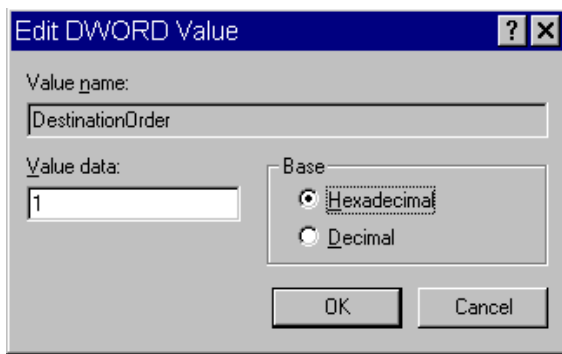 Edit DWORD Value
Value name:
DestinationOrder
Value data:
1
Base
Hexadecimal
Decimal
OK
Cancel